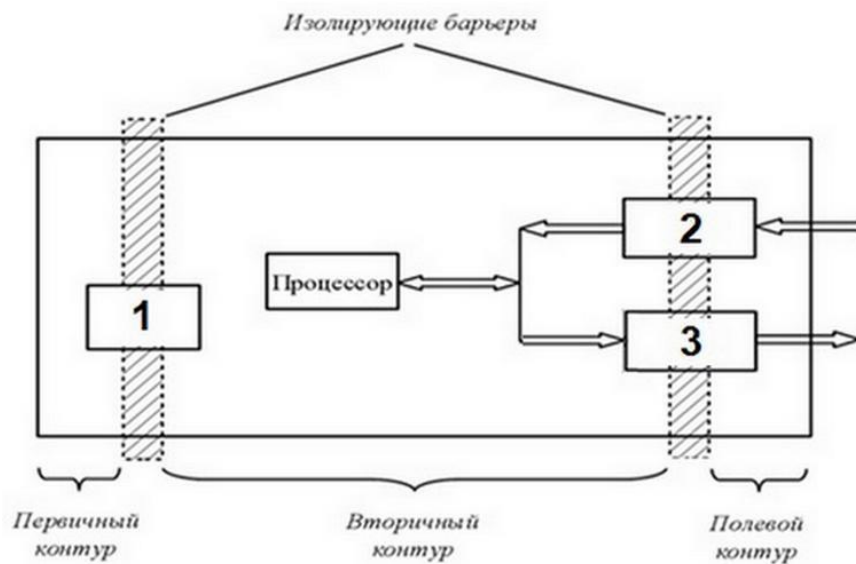 Изолирующие барьеры
2
Процессор
1
3
Первичный
контур
Вторичный
контур
Полевой
контур